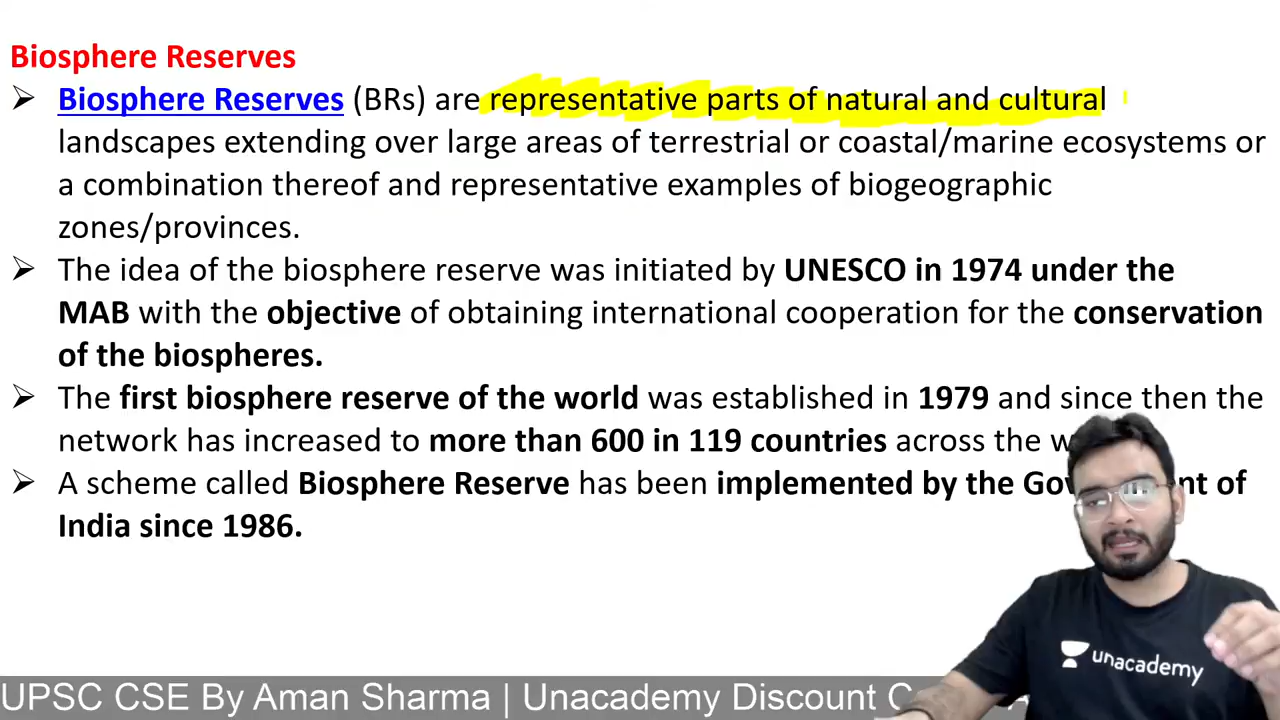 Biosphere Reserves
➢ Biosphere Reserves (BRs) are representative parts of natural and cultural
landscapes extending over large areas of terrestrial or coastal/marine ecosystems or
a combination thereof and representative examples of biogeographic
zones/provinces.
➢ The idea of the biosphere reserve was initiated by UNESCO in 1974 under the
MAB with the objective of obtaining international cooperation for the conservation
of the biospheres.
➢ The first biosphere reserve of the world was established in 1979 and since then the
network has increased to more than 600 in 119 countries across the
➢ A scheme called Biosphere Reserve has been implemented by the of
India since 1986.
unacademy
UPSC CSE By Aman Sharma | Unacademy Discount